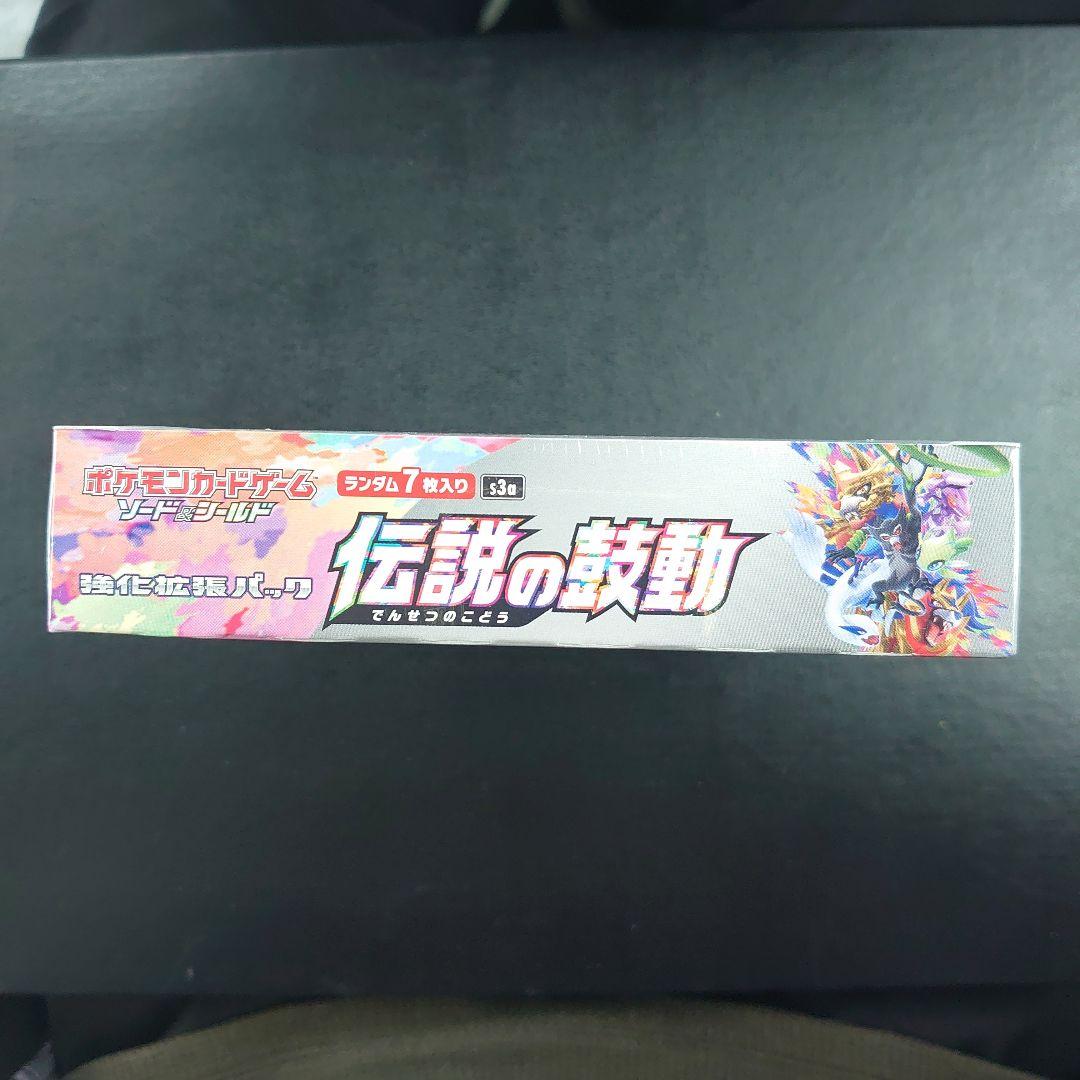 ポケモンカードゲーム
ソード&シールド
強化拡張パック
ランダム7枚入り s3a
伝説の鼓動
でんせつのこどう